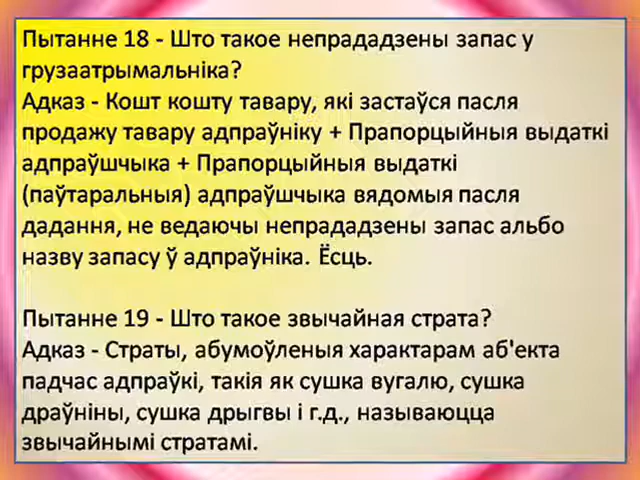 Пытанне 18 - Што такое непрададзены запас у
грузаатрымальніка?
Адказ - Кошт кошту тавару, які застаўся пасля
продажу тавару адпраўніку + Прапорцыйныя выдаткі
адпраўшчыка + Прапорцыйныя выдаткі
(паўтаральныя) адпраўшчыка вядомыя пасля
дадання, не ведаючы непрададзены запас альбо
назву запасу ў адпраўніка. Ёсць.
Пытанне 19 - Што такое звычайная страта?
Адказ - Страты, абумоўленыя характарам аб'екта
падчас адпраўкі, такія як сушка вугалю, сушка
драўніны, сушка дрыгвы і г.д., называюцца
звычайнымі стратамі.